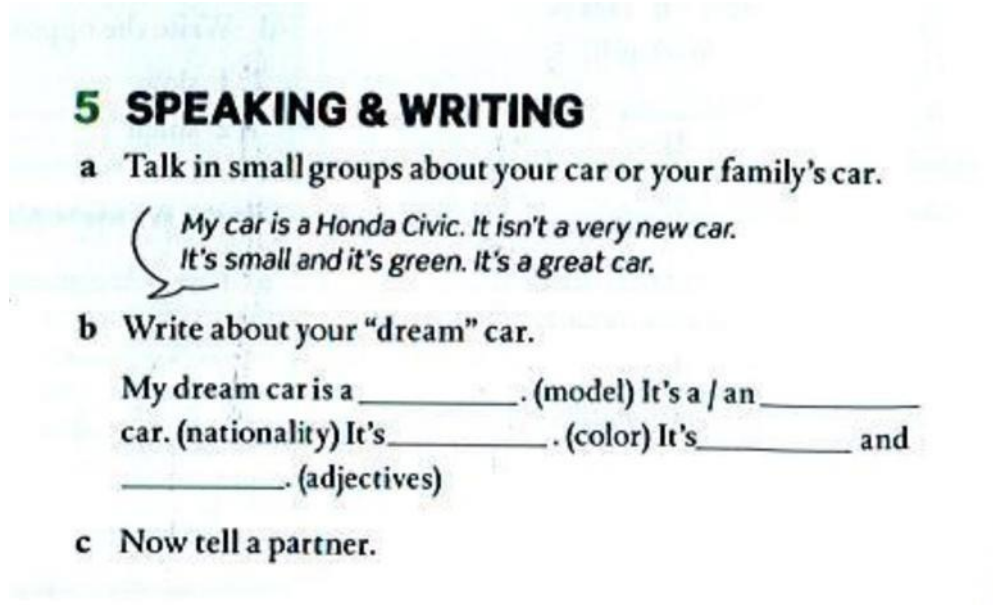 5 SPEAKING & WRITING
a Talk in small groups about your car or your family's car.
My car is a Honda Civic. It isn't a very new car.
It's small and it's green. It's a great car.
b Write about your "dream" car.
My dream car is a __________. (model) It's a / an __________
car. (nationality) It's __________. (color) It's __________ and
__________. (adjectives)
c Now tell a partner.